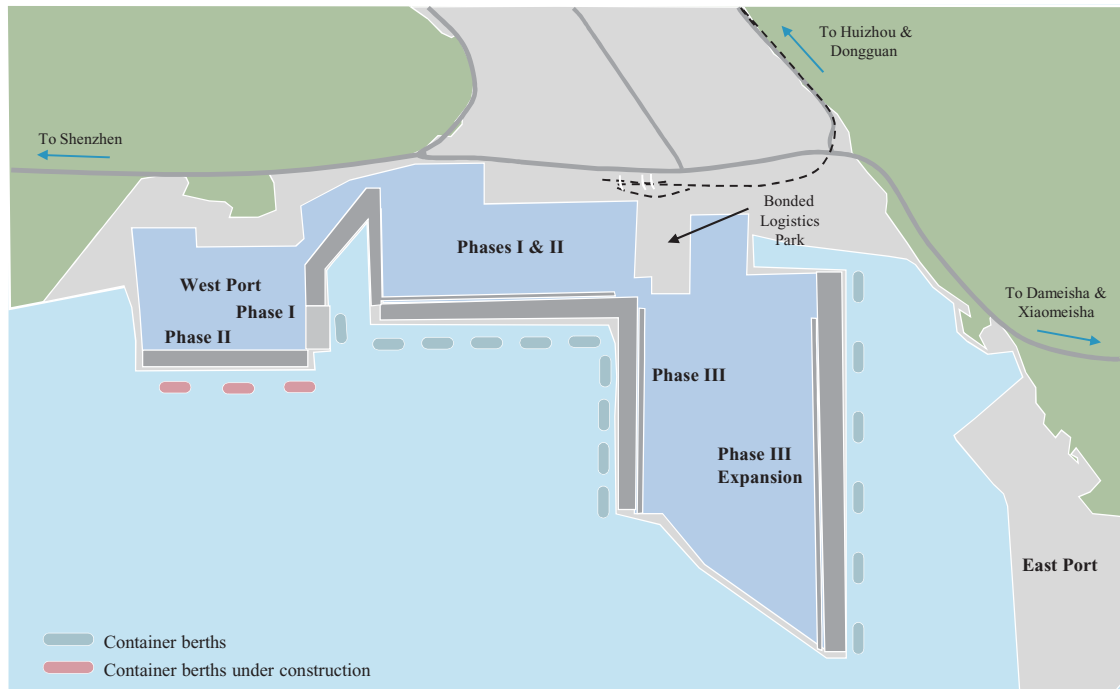 To Huizhou &
Dongguan
To Shenzhen
Bonded
Logistics
Park
Phases I & II
West Port
Phase I
Phase II
To Dameisha &
Xiaomeisha
Phase III
Phase III
Expansion
East Port
Container berths
Container berths under construction